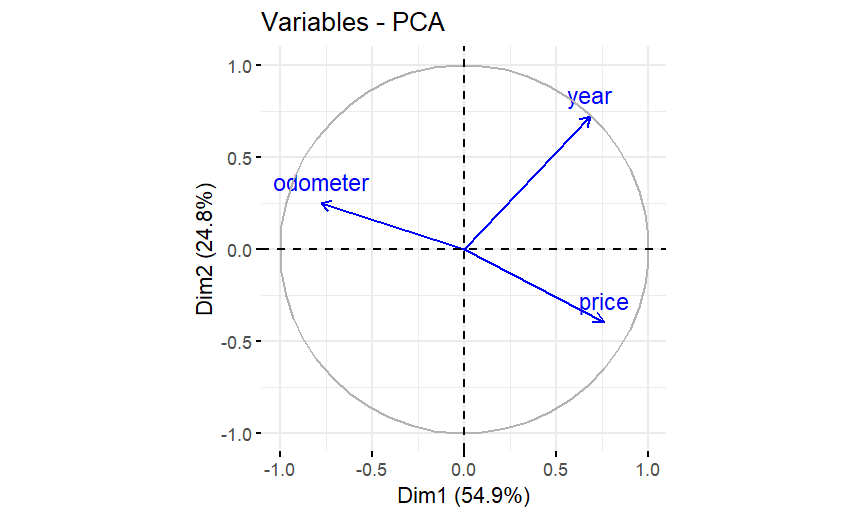 Variables - PCA
1.0
0.5
0.0
-0.5
-1.0
Dim2 (24.8%)
year
odometer
price
-1.0 -0.5 0.0 0.5 1.0
Dim1 (54.9%)